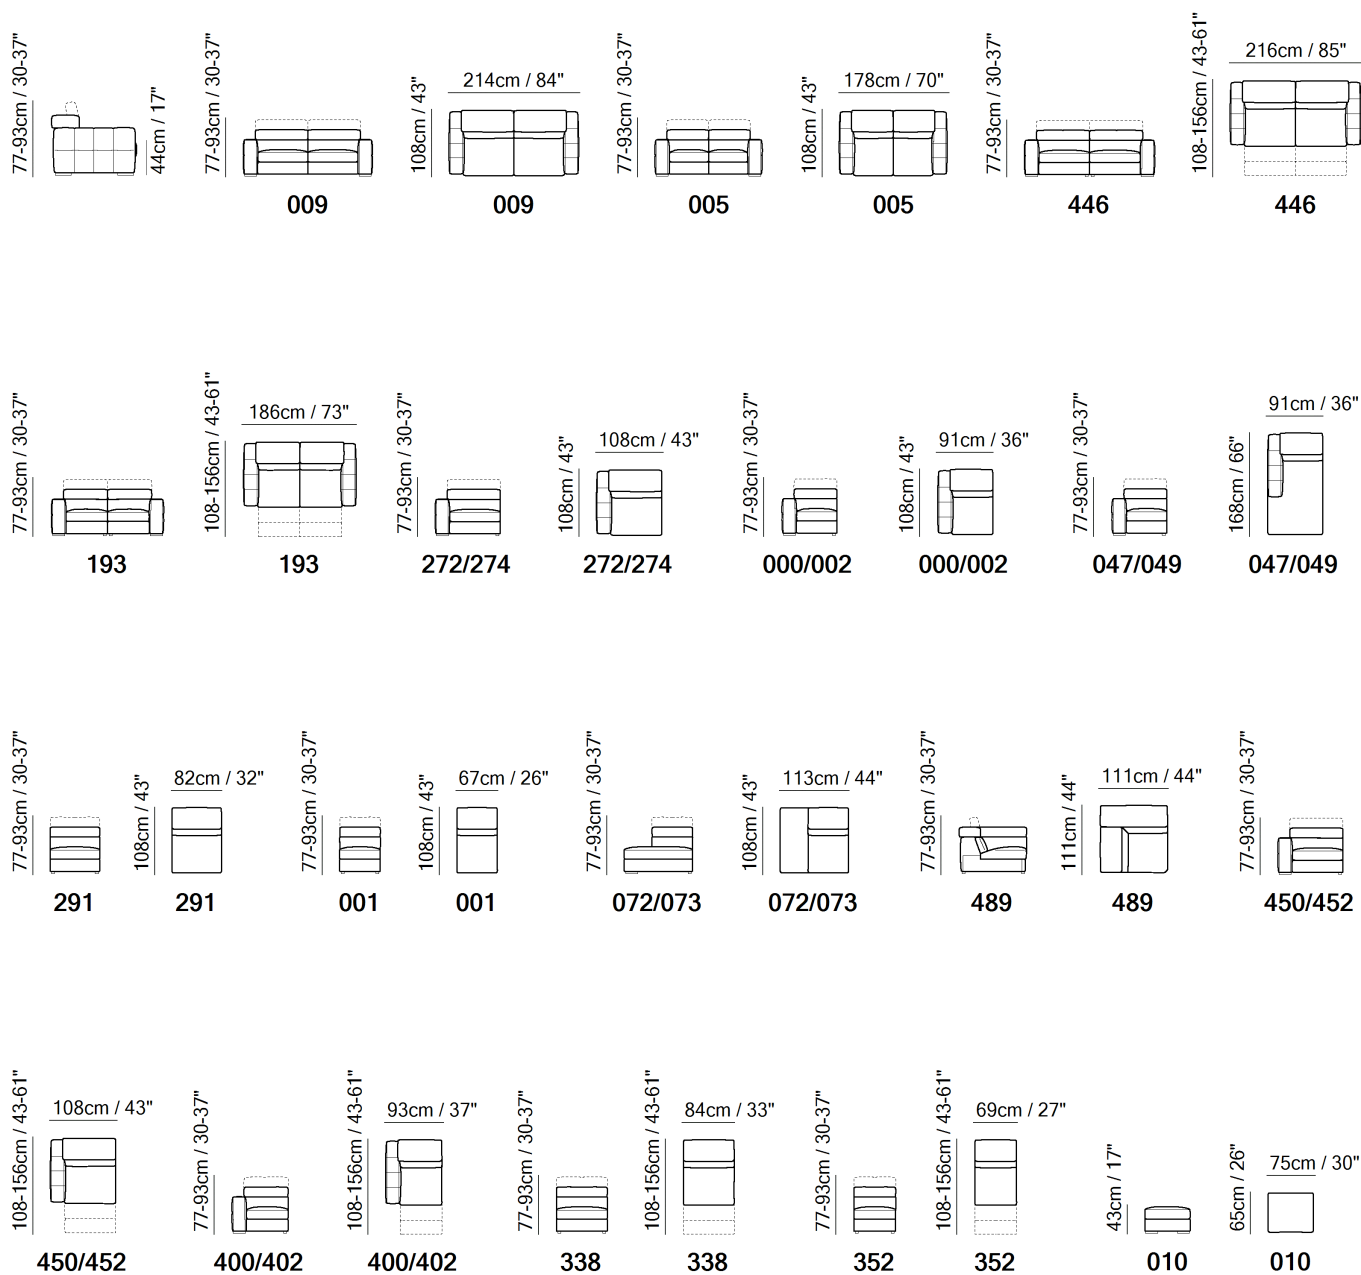 77-93cm / 30-37"
44cm / 17"
77-93cm / 30-37"
009
108cm / 43"
214cm / 84"
009
77-93cm / 30-37"
005
108cm / 43"
178cm / 70"
005
77-93cm / 30-37"
446
108-156cm / 43-61"
216cm / 85"
446
77-93cm / 30-37"
193
108-156cm / 43-61"
186cm / 73"
193
77-93cm / 30-37"
272/274
108cm / 43"
108cm / 43"
272/274
77-93cm / 30-37"
000/002
108cm / 43"
91cm / 36"
000/002
77-93cm / 30-37"
047/049
168cm / 66"
91cm / 36"
047/049
77-93cm / 30-37"
291
108cm / 43"
82cm / 32"
291
77-93cm / 30-37"
001
108cm / 43"
67cm / 26"
001
77-93cm / 30-37"
072/073
108cm / 43"
113cm / 44"
072/073
77-93cm / 30-37"
489
111cm / 44"
111cm / 44"
489
77-93cm / 30-37"
450/452
108-156cm / 43-61"
108cm / 43"
450/452
77-93cm / 30-37"
400/402
108-156cm / 43-61"
93cm / 37"
400/402
77-93cm / 30-37"
338
108-156cm / 43-61"
84cm / 33"
338
77-93cm / 30-37"
352
108-156cm / 43-61"
69cm / 27"
352
43cm / 17"
010
65cm / 26"
75cm / 30"
010